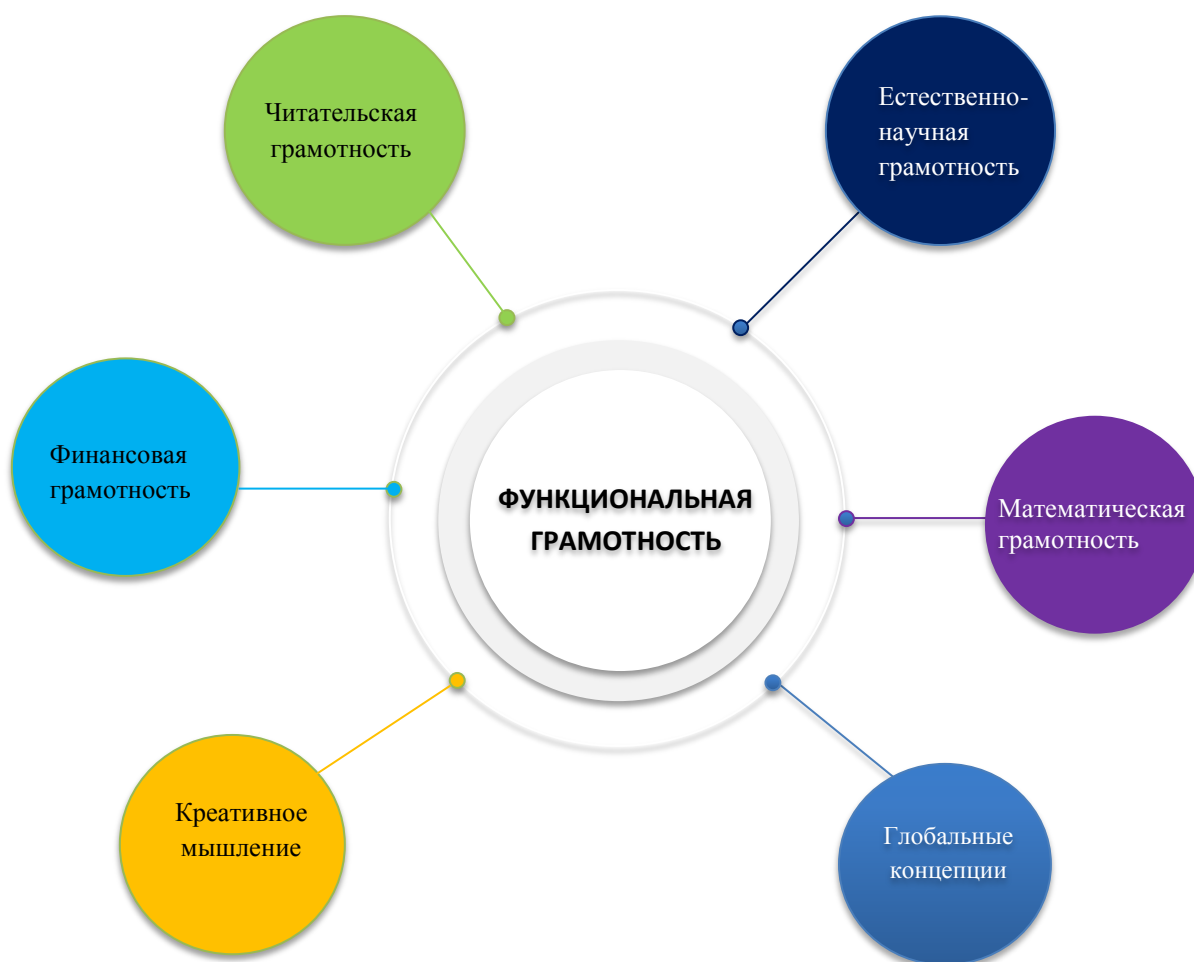 Читательская
грамотность
Естественно-
научная
грамотность
Финансовая
грамотность
ФУНКЦИОНАЛЬНАЯ
ГРАМОТНОСТЬ
Математическая
грамотность
Креативное
мышление
Глобальные
концепции